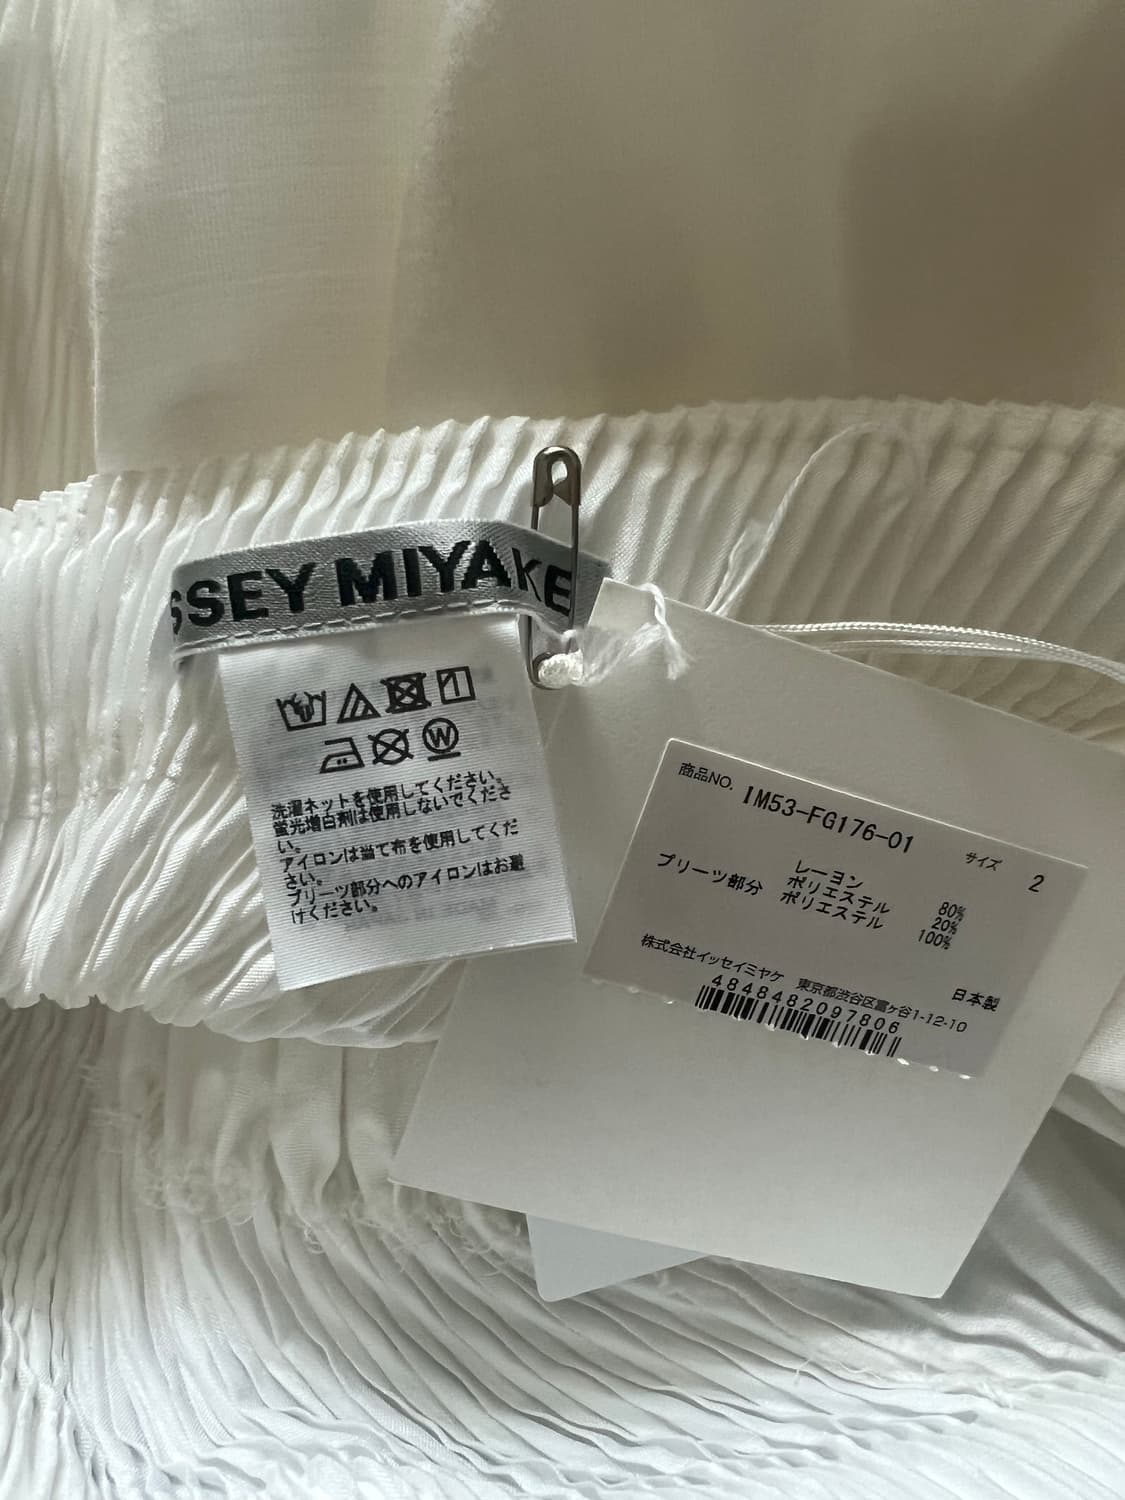 SSEY MIYAKE
W
洗濯ネットを使用してください。
蛍光増白剤は使用しないでくださ
い。
アイロンは当て布を使用してくだ
さい。
プリーツ部分へのアイロンはお避
けください。
商品NO. IM53-FG176-01
サイズ 2
レーヨン 80%
ポリエステル 20%
プリーツ部分 ポリエステル 100%
日本製
株式会社イッセイミヤケ 東京都渋谷区富ヶ谷1-12-10
4848482097806